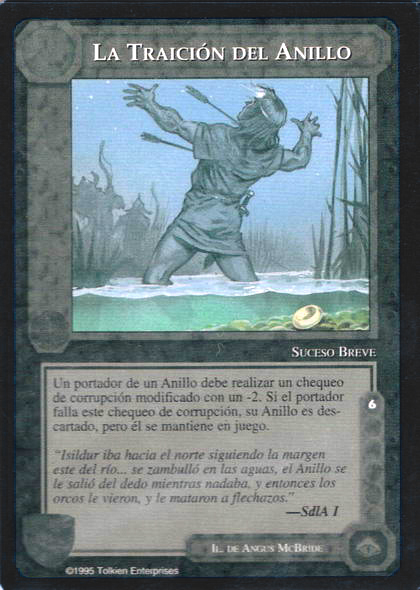 La Traición del Anillo
Suceso Breve
Un portador de un Anillo debe realizar un chequeo
de corrupción modificado con un -2. Si el portador
falla este chequeo de corrupción, su Anillo es des-
cartado, pero él se mantiene en juego.
6
"Isildur iba hacia el norte siguiendo la margen
este del río... se zambulló en las aguas, el Anillo se
le salió del dedo mientras nadaba, y entonces los
orcos le vieron, y le mataron a flechazos."
—SdlA I
Il. de Angus McBride
©1995 Tolkien Enterprises